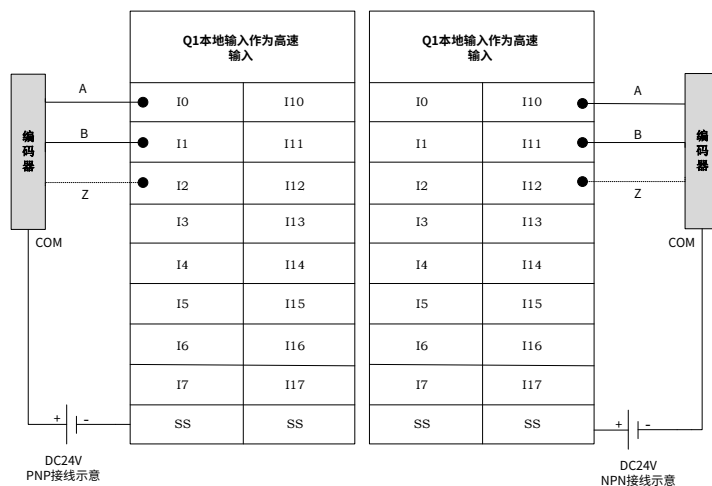 Q1本地输入作为高速
输入
Q1本地输入作为高速
输入
A
I0 I10
I0 I10
A
编码器
B
I1 I11
I1 I11
B
编码器
Z
I2 I12
I2 I12
Z
I3 I13
I3 I13
COM
COM
I4 I14
I4 I14
I5 I15
I5 I15
I6 I16
I6 I16
I7 I17
I7 I17
+ -
SS SS
SS SS
+ -
DC24V
PNP接线示意
DC24V
NPN接线示意